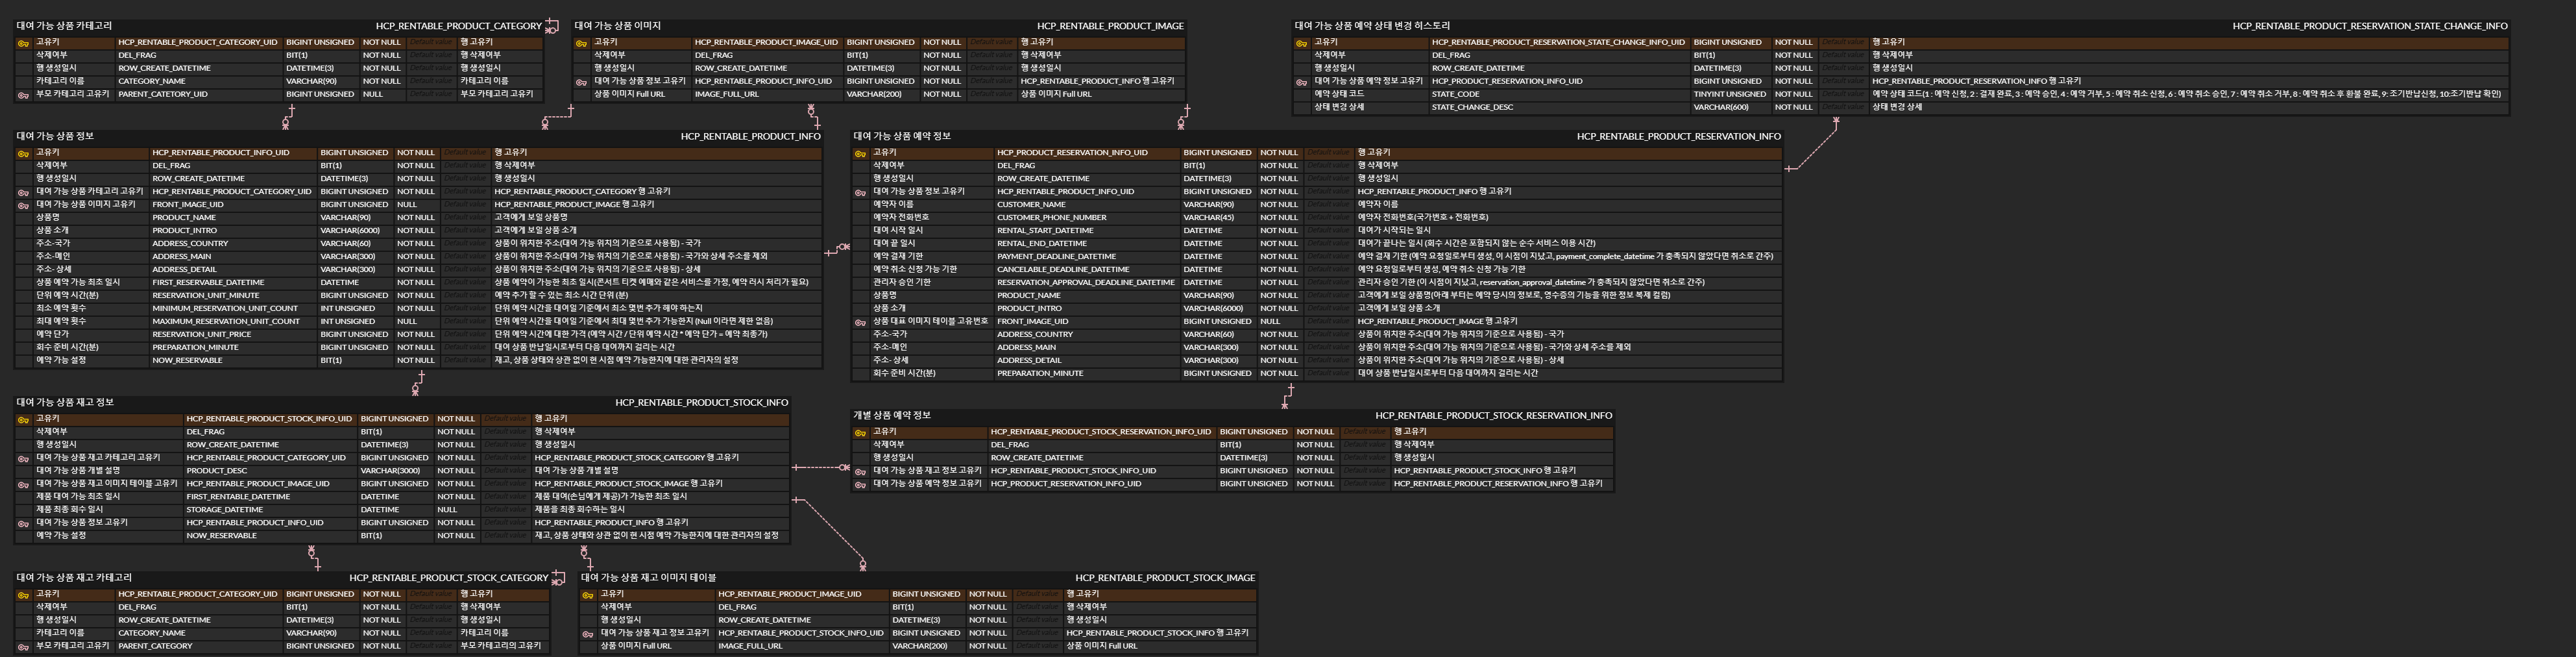 대여 가능 상품 카테고리 HCP_RENTABLE_PRODUCT_CATEGORY
고유키 HCP_RENTABLE_PRODUCT_CATEGORY_UID BIGINT UNSIGNED NOT NULL Default value 행 고유키
삭제여부 DEL_FRAG BIT(1) NOT NULL Default value 행 삭제여부
행 생성일시 ROW_CREATE_DATETIME DATETIME(3) NOT NULL Default value 행 생성일시
카테고리 이름 CATEGORY_NAME VARCHAR(90) NOT NULL Default value 카테고리 이름
부모 카테고리 고유키 PARENT_CATETORY_UID BIGINT UNSIGNED NULL Default value 부모 카테고리 고유키
대여 가능 상품 이미지 HCP_RENTABLE_PRODUCT_IMAGE
고유키 HCP_RENTABLE_PRODUCT_IMAGE_UID BIGINT UNSIGNED NOT NULL Default value 행 고유키
삭제여부 DEL_FRAG BIT(1) NOT NULL Default value 행 삭제여부
행 생성일시 ROW_CREATE_DATETIME DATETIME(3) NOT NULL Default value 행 생성일시
대여 가능 상품 정보 고유키 HCP_RENTABLE_PRODUCT_INFO_UID BIGINT UNSIGNED NOT NULL Default value HCP_RENTABLE_PRODUCT_INFO 행 고유키
상품 이미지 Full URL IMAGE_FULL_URL VARCHAR(200) NOT NULL Default value 상품 이미지 Full URL
대여 가능 상품 예약 상태 변경 히스토리 HCP_RENTABLE_PRODUCT_RESERVATION_STATE_CHANGE_INFO
고유키 HCP_RENTABLE_PRODUCT_RESERVATION_STATE_CHANGE_INFO_UID BIGINT UNSIGNED NOT NULL Default value 행 고유키
삭제여부 DEL_FRAG BIT(1) NOT NULL Default value 행 삭제여부
행 생성일시 ROW_CREATE_DATETIME DATETIME(3) NOT NULL Default value 행 생성일시
대여 가능 상품 예약 정보 고유키 HCP_PRODUCT_RESERVATION_INFO_UID BIGINT UNSIGNED NOT NULL Default value HCP_RENTABLE_PRODUCT_RESERVATION_INFO 행 고유키
예약 상태 코드 STATE_CODE TINYINT UNSIGNED NOT NULL Default value 예약 상태 코드(1 : 예약 신청, 2 : 결재 완료, 3 : 예약 승인, 4 : 예약 거부, 5 : 예약 취소 신청, 6 : 예약 취소 승인, 7 : 예약 취소 거부, 8 : 예약 취소 후 환불 완료, 9: 조기반납신청, 10:조기반납 확인)
상태 변경 상세 STATE_CHANGE_DESC VARCHAR(600) NOT NULL Default value 상태 변경 상세
대여 가능 상품 정보 HCP_RENTABLE_PRODUCT_INFO
고유키 HCP_RENTABLE_PRODUCT_INFO_UID BIGINT UNSIGNED NOT NULL Default value 행 고유키
삭제여부 DEL_FRAG BIT(1) NOT NULL Default value 행 삭제여부
행 생성일시 ROW_CREATE_DATETIME DATETIME(3) NOT NULL Default value 행 생성일시
대여 가능 상품 카테고리 고유키 HCP_RENTABLE_PRODUCT_CATEGORY_UID BIGINT UNSIGNED NOT NULL Default value HCP_RENTABLE_PRODUCT_CATEGORY 행 고유키
대여 가능 상품 이미지 고유키 FRONT_IMAGE_UID BIGINT UNSIGNED NULL Default value HCP_RENTABLE_PRODUCT_IMAGE 행 고유키
상품명 PRODUCT_NAME VARCHAR(90) NOT NULL Default value 고객에게 보일 상품명
상품 소개 PRODUCT_INTRO VARCHAR(6000) NOT NULL Default value 고객에게 보일 상품 소개
주소-국가 ADDRESS_COUNTRY VARCHAR(60) NOT NULL Default value 상품이 위치한 주소(대여 가능 위치의 기준으로 사용됨) - 국가
주소-메인 ADDRESS_MAIN VARCHAR(300) NOT NULL Default value 상품이 위치한 주소(대여 가능 위치의 기준으로 사용됨) - 국가와 상세 주소를 제외
주소- 상세 ADDRESS_DETAIL VARCHAR(300) NOT NULL Default value 상품이 위치한 주소(대여 가능 위치의 기준으로 사용됨) - 상세
상품 예약 가능 최초 일시 FIRST_RESERVABLE_DATETIME DATETIME NOT NULL Default value 상품 예약이 가능한 최초 일시(콘서트 티켓 예매와 같은 서비스를 가정, 예약 러시 처리가 필요)
단위 예약 시간(분) RESERVATION_UNIT_MINUTE BIGINT UNSIGNED NOT NULL Default value 예약 추가 할 수 있는 최소 시간 단위 (분)
최소 예약 횟수 MINIMUM_RESERVATION_UNIT_COUNT INT UNSIGNED NOT NULL Default value 단위 예약 시간을 대여일 기준에서 최소 몇번 추가 해야 하는지
최대 예약 횟수 MAXIMUM_RESERVATION_UNIT_COUNT INT UNSIGNED NULL Default value 단위 예약 시간을 대여일 기준에서 최대 몇번 추가 가능한지 (Null 이라면 제한 없음)
예약 단가 RESERVATION_UNIT_PRICE BIGINT UNSIGNED NOT NULL Default value 단위 예약 시간에 대한 가격 (예약 시간 / 단위 예약 시간 * 예약 단가 = 예약 최종가)
회수 준비 시간(분) PREPARATION_MINUTE BIGINT UNSIGNED NOT NULL Default value 대여 상품 반납일시로부터 다음 대여까지 걸리는 시간
예약 가능 설정 NOW_RESERVABLE BIT(1) NOT NULL Default value 재고, 상품 상태와 상관 없이 현 시점 예약 가능한지에 대한 관리자의 설정
대여 가능 상품 예약 정보 HCP_RENTABLE_PRODUCT_RESERVATION_INFO
고유키 HCP_PRODUCT_RESERVATION_INFO_UID BIGINT UNSIGNED NOT NULL Default value 행 고유키
삭제여부 DEL_FRAG BIT(1) NOT NULL Default value 행 삭제여부
행 생성일시 ROW_CREATE_DATETIME DATETIME(3) NOT NULL Default value 행 생성일시
대여 가능 상품 정보 고유키 HCP_RENTABLE_PRODUCT_INFO_UID BIGINT UNSIGNED NOT NULL Default value HCP_RENTABLE_PRODUCT_INFO 행 고유키
예약자 이름 CUSTOMER_NAME VARCHAR(90) NOT NULL Default value 예약자 이름
예약자 전화번호 CUSTOMER_PHONE_NUMBER VARCHAR(45) NOT NULL Default value 예약자 전화번호(국가번호 + 전화번호)
대여 시작 일시 RENTAL_START_DATETIME DATETIME NOT NULL Default value 대여가 시작되는 일시
대여 끝 일시 RENTAL_END_DATETIME DATETIME NOT NULL Default value 대여가 끝나는 일시 (회수 시간은 포함되지 않는 순수 서비스 이용 시간)
예약 결재 기한 PAYMENT_DEADLINE_DATETIME DATETIME NOT NULL Default value 예약 결재 기한 (예약 요청일로부터 생성, 이 시점이 지났고, payment_complete_datetime 가 충족되지 않았다면 취소로 간주)
예약 취소 신청 가능 기한 CANCELABLE_DEADLINE_DATETIME DATETIME NOT NULL Default value 예약 요청일로부터 생성, 예약 취소 신청 가능 기한
관리자 승인 기한 RESERVATION_APPROVAL_DEADLINE_DATETIME DATETIME NOT NULL Default value 관리자 승인 기한 (이 시점이 지났고, reservation_approval_datetime 가 충족되지 않았다면 취소로 간주)
상품명 PRODUCT_NAME VARCHAR(90) NOT NULL Default value 고객에게 보일 상품명(아래 부터는 예약 당시의 정보로, 영수증의 기능을 위한 정보 복제 컬럼)
상품 소개 PRODUCT_INTRO VARCHAR(6000) NOT NULL Default value 고객에게 보일 상품 소개
상품 대표 이미지 테이블 고유번호 FRONT_IMAGE_UID BIGINT UNSIGNED NULL Default value HCP_RENTABLE_PRODUCT_IMAGE 행 고유키
주소-국가 ADDRESS_COUNTRY VARCHAR(60) NOT NULL Default value 상품이 위치한 주소(대여 가능 위치의 기준으로 사용됨) - 국가
주소-메인 ADDRESS_MAIN VARCHAR(300) NOT NULL Default value 상품이 위치한 주소(대여 가능 위치의 기준으로 사용됨) - 국가와 상세 주소를 제외
주소- 상세 ADDRESS_DETAIL VARCHAR(300) NOT NULL Default value 상품이 위치한 주소(대여 가능 위치의 기준으로 사용됨) - 상세
회수 준비 시간(분) PREPARATION_MINUTE BIGINT UNSIGNED NOT NULL Default value 대여 상품 반납일시로부터 다음 대여까지 걸리는 시간
대여 가능 상품 재고 정보 HCP_RENTABLE_PRODUCT_STOCK_INFO
고유키 HCP_RENTABLE_PRODUCT_STOCK_INFO_UID BIGINT UNSIGNED NOT NULL Default value 행 고유키
삭제여부 DEL_FRAG BIT(1) NOT NULL Default value 행 삭제여부
행 생성일시 ROW_CREATE_DATETIME DATETIME(3) NOT NULL Default value 행 생성일시
대여 가능 상품 재고 카테고리 고유키 HCP_RENTABLE_PRODUCT_CATEGORY_UID BIGINT UNSIGNED NOT NULL Default value HCP_RENTABLE_PRODUCT_STOCK_CATEGORY 행 고유키
대여 가능 상품 개별 설명 PRODUCT_DESC VARCHAR(3000) NOT NULL Default value 대여 가능 상품 개별 설명
대여 가능 상품 재고 이미지 테이블 고유키 HCP_RENTABLE_PRODUCT_IMAGE_UID BIGINT UNSIGNED NOT NULL Default value HCP_RENTABLE_PRODUCT_STOCK_IMAGE 행 고유키
제품 대여 가능 최초 일시 FIRST_RENTABLE_DATETIME DATETIME NOT NULL Default value 제품 대여(손님에게 제공)가 가능한 최초 일시
제품 최종 회수 일시 STORAGE_DATETIME DATETIME NULL Default value 제품을 최종 회수하는 일시
대여 가능 상품 정보 고유키 HCP_RENTABLE_PRODUCT_INFO_UID BIGINT UNSIGNED NOT NULL Default value HCP_RENTABLE_PRODUCT_INFO 행 고유키
예약 가능 설정 NOW_RESERVABLE BIT(1) NOT NULL Default value 재고, 상품 상태와 상관 없이 현 시점 예약 가능한지에 대한 관리자의 설정
개별 상품 예약 정보 HCP_RENTABLE_PRODUCT_STOCK_RESERVATION_INFO
고유키 HCP_RENTABLE_PRODUCT_STOCK_RESERVATION_INFO_UID BIGINT UNSIGNED NOT NULL Default value 행 고유키
삭제여부 DEL_FRAG BIT(1) NOT NULL Default value 행 삭제여부
행 생성일시 ROW_CREATE_DATETIME DATETIME(3) NOT NULL Default value 행 생성일시
대여 가능 상품 재고 정보 고유키 HCP_RENTABLE_PRODUCT_STOCK_INFO_UID BIGINT UNSIGNED NOT NULL Default value HCP_RENTABLE_PRODUCT_STOCK_INFO 행 고유키
대여 가능 상품 예약 정보 고유키 HCP_PRODUCT_RESERVATION_INFO_UID BIGINT UNSIGNED NOT NULL Default value HCP_RENTABLE_PRODUCT_RESERVATION_INFO 행 고유키
대여 가능 상품 재고 카테고리 HCP_RENTABLE_PRODUCT_STOCK_CATEGORY
고유키 HCP_RENTABLE_PRODUCT_CATEGORY_UID BIGINT UNSIGNED NOT NULL Default value 행 고유키
삭제여부 DEL_FRAG BIT(1) NOT NULL Default value 행 삭제여부
행 생성일시 ROW_CREATE_DATETIME DATETIME(3) NOT NULL Default value 행 생성일시
카테고리 이름 CATEGORY_NAME VARCHAR(90) NOT NULL Default value 카테고리 이름
부모 카테고리 고유키 PARENT_CATEGORY BIGINT UNSIGNED NOT NULL Default value 부모 카테고리의 고유키
대여 가능 상품 재고 이미지 테이블 HCP_RENTABLE_PRODUCT_STOCK_IMAGE
고유키 HCP_RENTABLE_PRODUCT_IMAGE_UID BIGINT UNSIGNED NOT NULL Default value 행 고유키
삭제여부 DEL_FRAG BIT(1) NOT NULL Default value 행 삭제여부
행 생성일시 ROW_CREATE_DATETIME DATETIME(3) NOT NULL Default value 행 생성일시
대여 가능 상품 재고 정보 고유키 HCP_RENTABLE_PRODUCT_STOCK_INFO_UID BIGINT UNSIGNED NOT NULL Default value HCP_RENTABLE_PRODUCT_STOCK_INFO 행 고유키
상품 이미지 Full URL IMAGE_FULL_URL VARCHAR(200) NOT NULL Default value 상품 이미지 Full URL